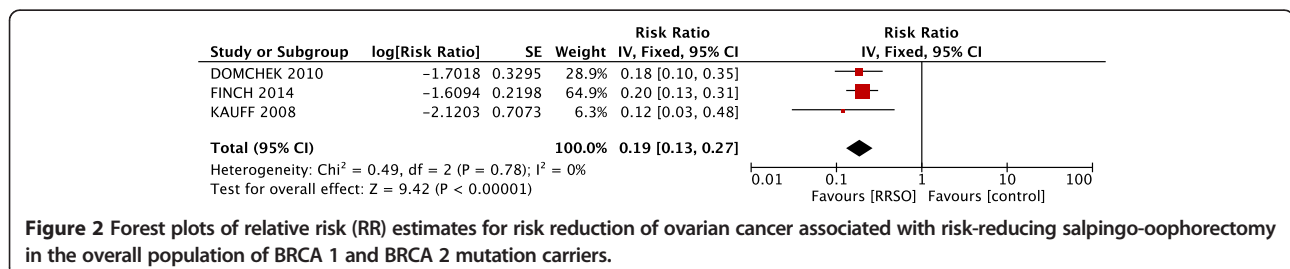 Risk Ratio Risk Ratio
Study or Subgroup log[Risk Ratio] SE Weight IV, Fixed, 95% CI IV, Fixed, 95% CI
DOMCHEK 2010 −1.7018 0.3295 28.9% 0.18 [0.10, 0.35]
FINCH 2014 −1.6094 0.2198 64.9% 0.20 [0.13, 0.31]
KAUFF 2008 −2.1203 0.7073 6.3% 0.12 [0.03, 0.48]
Total (95% CI) 100.0% 0.19 [0.13, 0.27]
Heterogeneity: Chi² = 0.49, df = 2 (P = 0.78); I² = 0%
Test for overall effect: Z = 9.42 (P < 0.00001)
0.01 0.1 1 10 100
Favours [RRSO] Favours [control]
Figure 2 Forest plots of relative risk (RR) estimates for risk reduction of ovarian cancer associated with risk-reducing salpingo-oophorectomy
in the overall population of BRCA 1 and BRCA 2 mutation carriers.